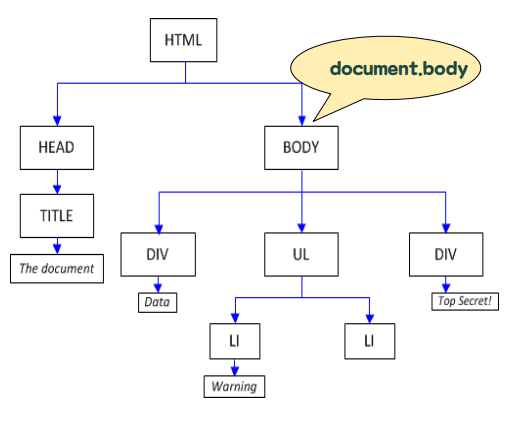 HTML
document.body
HEAD
BODY
TITLE
DIV
UL
DIV
The document
Data
Top Secret!
LI
LI
Warning